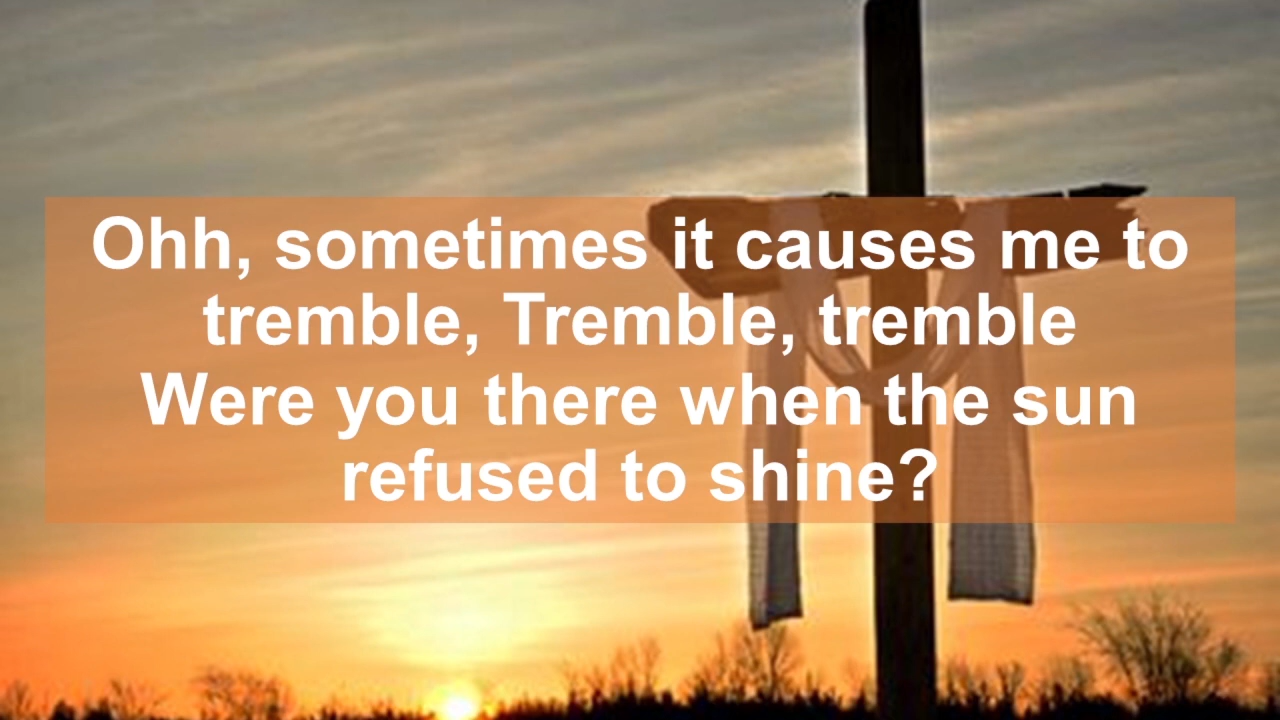 Ohh, sometimes it causes me to
tremble, Tremble, tremble
Were you there when the sun
refused to shine?